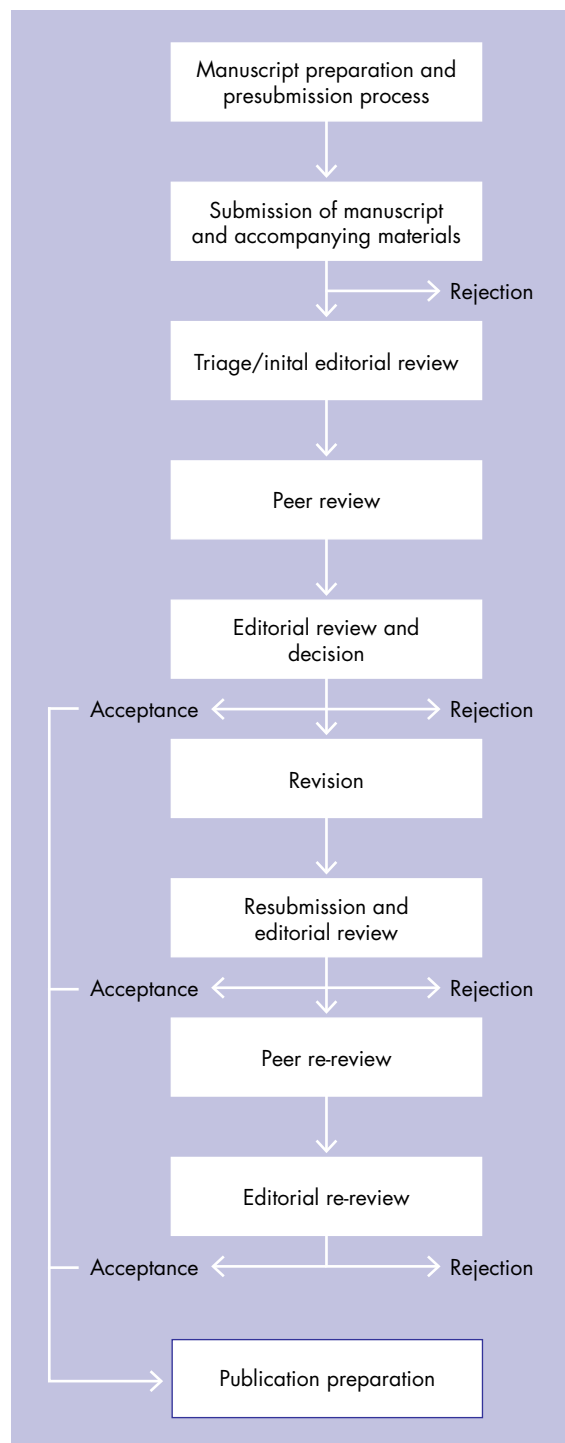 Manuscript preparation and
presubmission process
Submission of manuscript
and accompanying materials
Rejection
Triage/inital editorial review
Peer review
Editorial review and
decision
Acceptance
Rejection
Revision
Resubmission and
editorial review
Acceptance
Rejection
Peer re-review
Editorial re-review
Acceptance
Rejection
Publication preparation